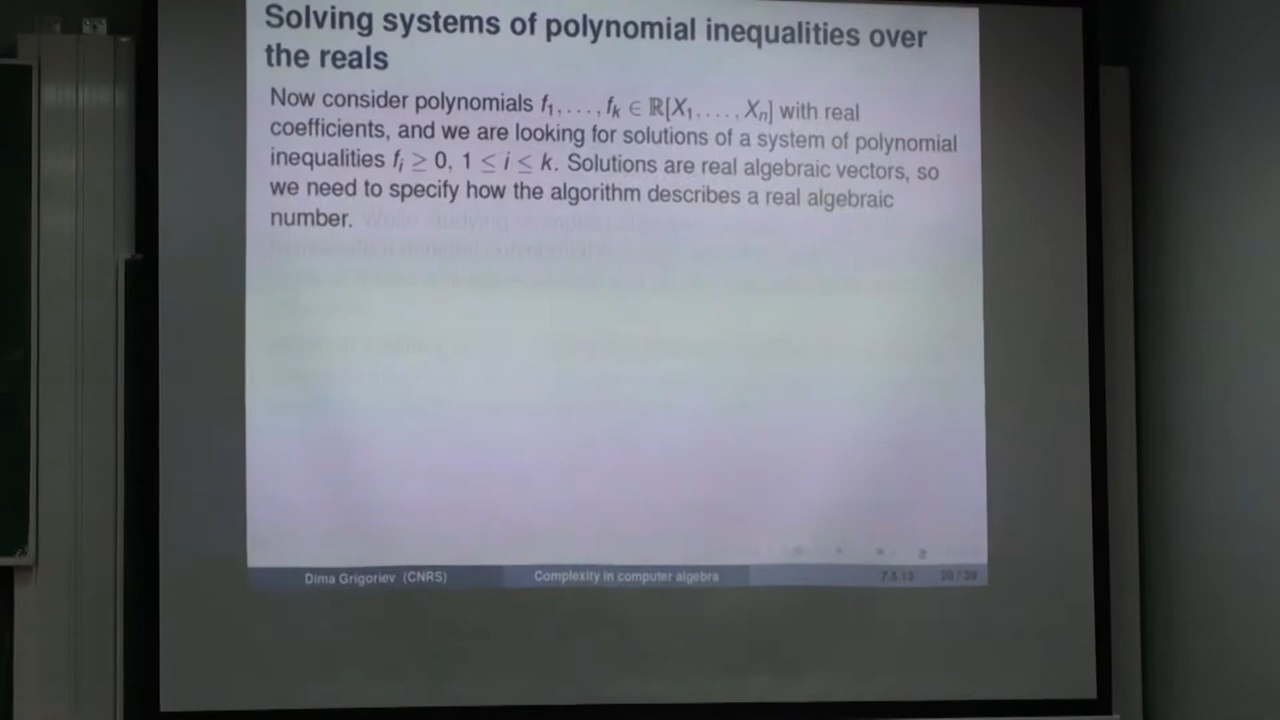 Solving systems of polynomial inequalities over
the reals
Now consider polynomials f₁, . . . , fₖ ∈ ℝ[X₁, . . . , Xₙ] with real
coefficients, and we are looking for solutions of a system of polynomial
inequalities fᵢ ≥ 0, 1 ≤ i ≤ k. Solutions are real algebraic vectors, so
we need to specify how the algorithm describes a real algebraic
number.
Dima Grigoriev (CNRS) Complexity in computer algebra